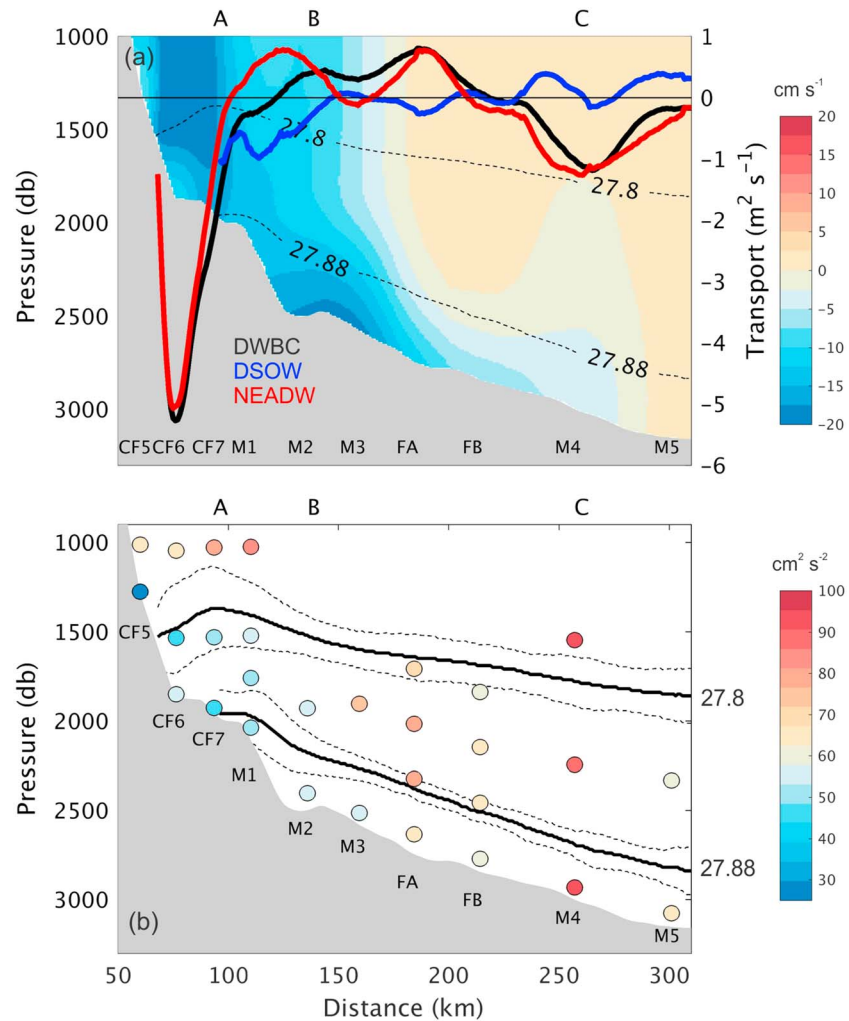 A B C
1000
1500
2000
2500
3000
Pressure (db)
(a)
27.8
27.88
27.8
27.88
DWBC
DSOW
NEADW
CF5 CF6 CF7 M1 M2 M3 FA FB M4 M5
1
0
-1
-2
-3
-4
-5
-6
Transport (m² s⁻¹)
cm s⁻¹
20
15
10
5
0
-5
-10
-15
-20
A B C
1000
1500
2000
2500
3000
Pressure (db)
CF5
CF6
CF7
M1
M2
M3
FA
FB
M4
M5
27.8
27.88
(b)
50 100 150 200 250 300
Distance (km)
cm² s⁻²
100
90
80
70
60
50
40
30